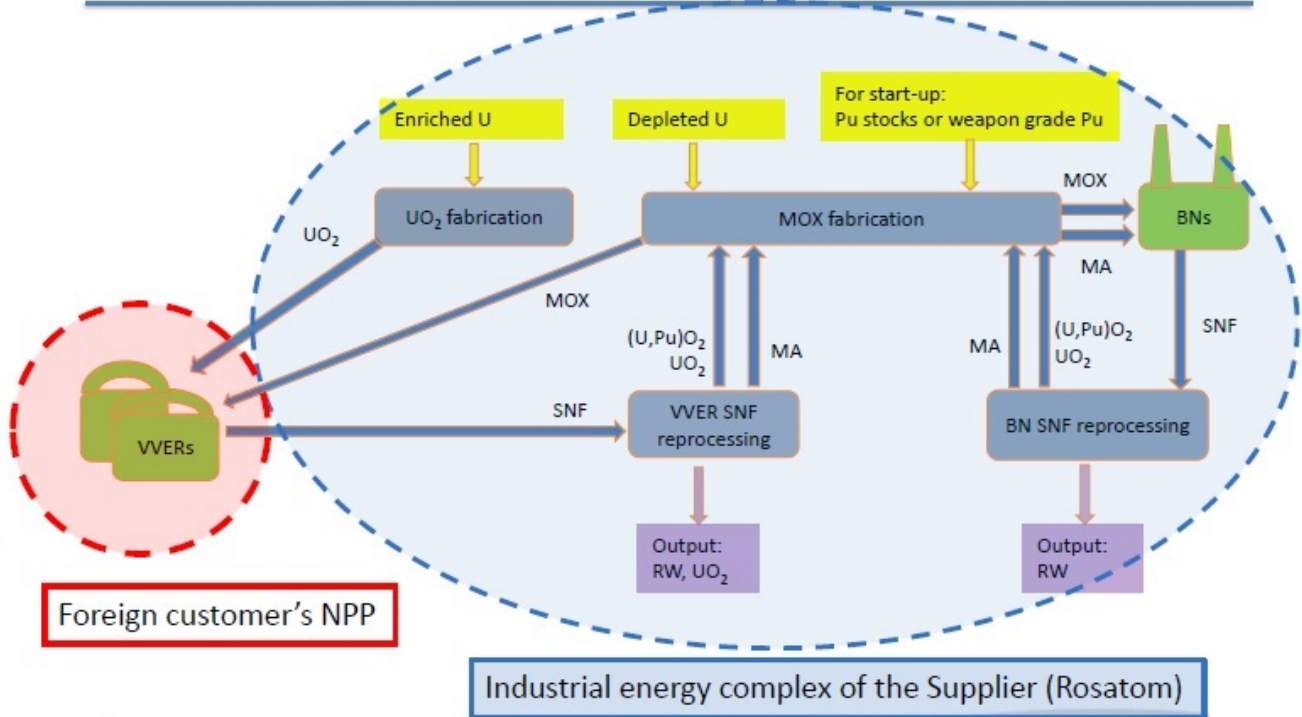 For start-up:
Pu stocks or weapon grade Pu
Enriched U
Depleted U
MOX
UO₂ fabrication
MOX fabrication
BNs
UO₂
MA
MOX
(U,Pu)O₂
UO₂
MA
MA
(U,Pu)O₂
UO₂
SNF
VVERs
SNF
VVER SNF
reprocessing
BN SNF reprocessing
Output:
RW, UO₂
Output:
RW
Foreign customer's NPP
Industrial energy complex of the Supplier (Rosatom)